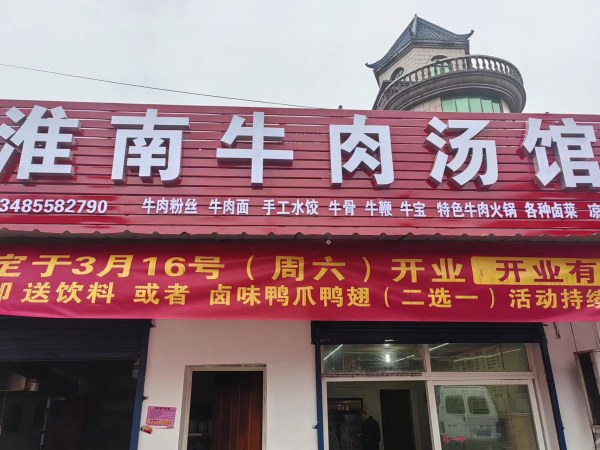 淮南牛肉汤馆
3485582790 牛肉粉丝 牛肉面 手工水饺 牛骨 牛鞭 牛宝 特色牛肉火锅 各种卤菜 凉
定于3月16号（周六）开业 开业有
即 送饮料 或者 卤味鸭爪鸭翅（二选一）活动持续